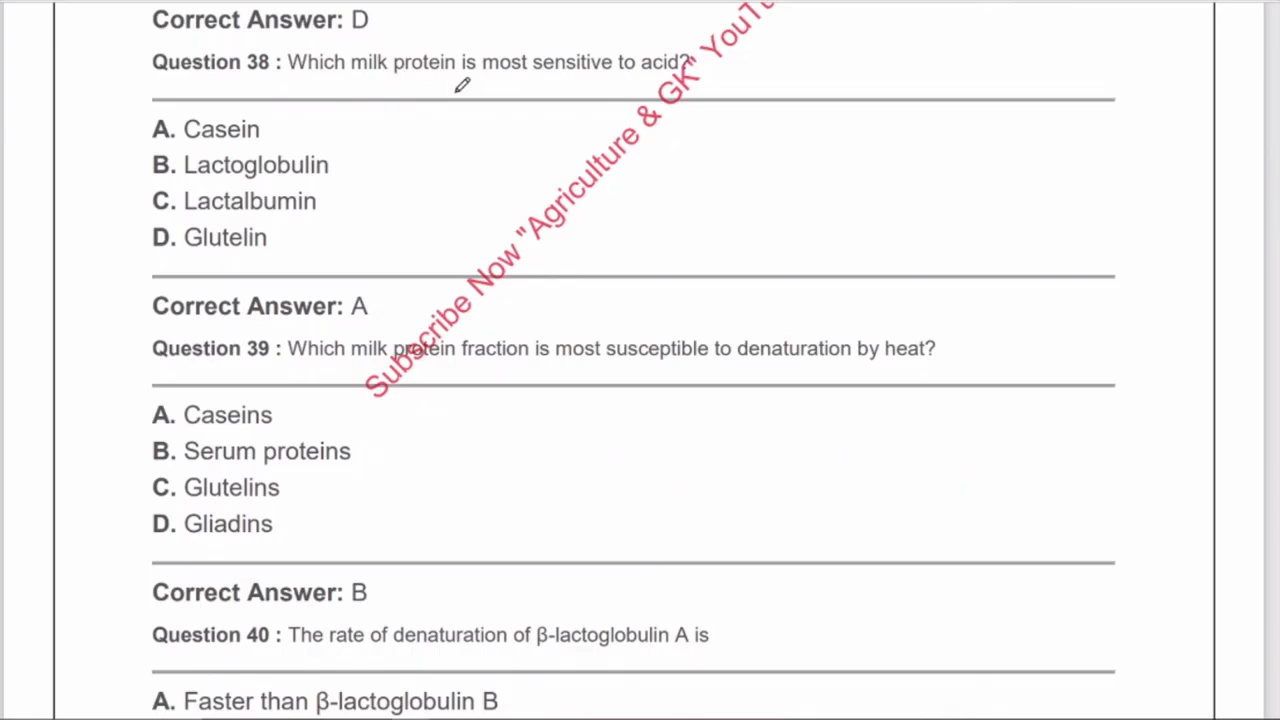 Correct Answer: D
Question 38 : Which milk protein is most sensitive to acid?
A. Casein
B. Lactoglobulin
C. Lactalbumin
D. Glutelin
Correct Answer: A
Question 39 : Which milk protein fraction is most susceptible to denaturation by heat?
A. Caseins
B. Serum proteins
C. Glutelins
D. Gliadins
Correct Answer: B
Question 40 : The rate of denaturation of β-lactoglobulin A is
A. Faster than β-lactoglobulin B
Subscribe Now "Agriculture & GK"